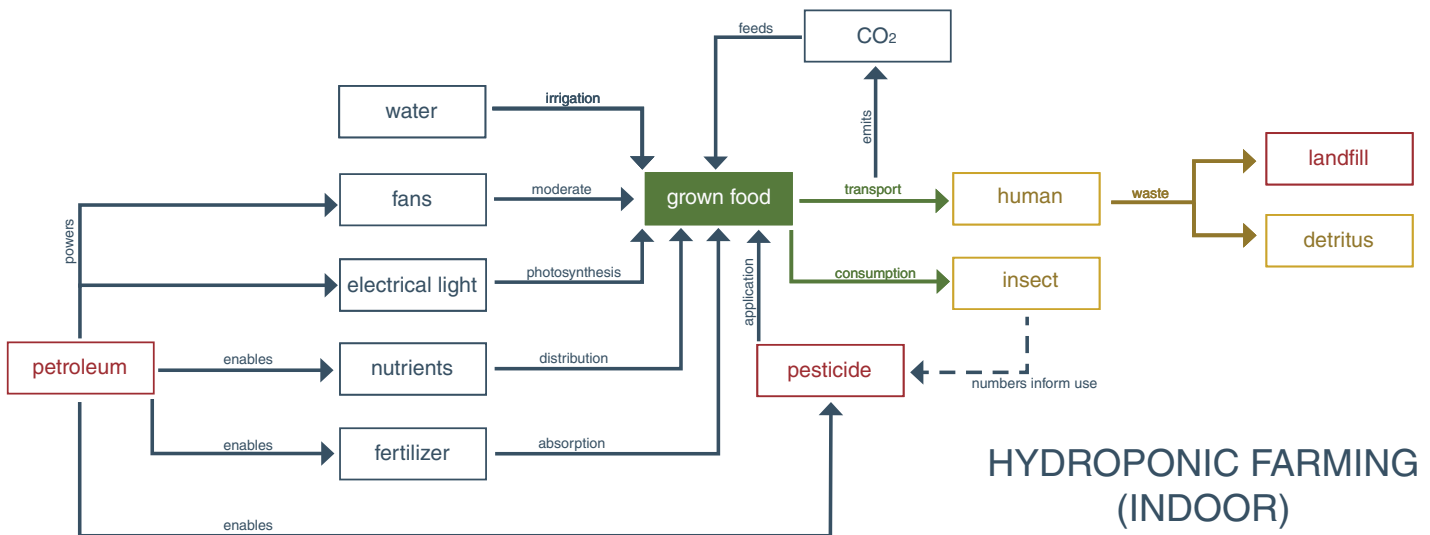 feeds
CO₂
water
irrigation
emits
landfill
fans
moderate
grown food
transport
human
waste
powers
detritus
electrical light
photosynthesis
application
consumption
insect
petroleum
enables
nutrients
distribution
pesticide
numbers inform use
enables
fertilizer
absorption
HYDROPONIC FARMING
(INDOOR)
enables